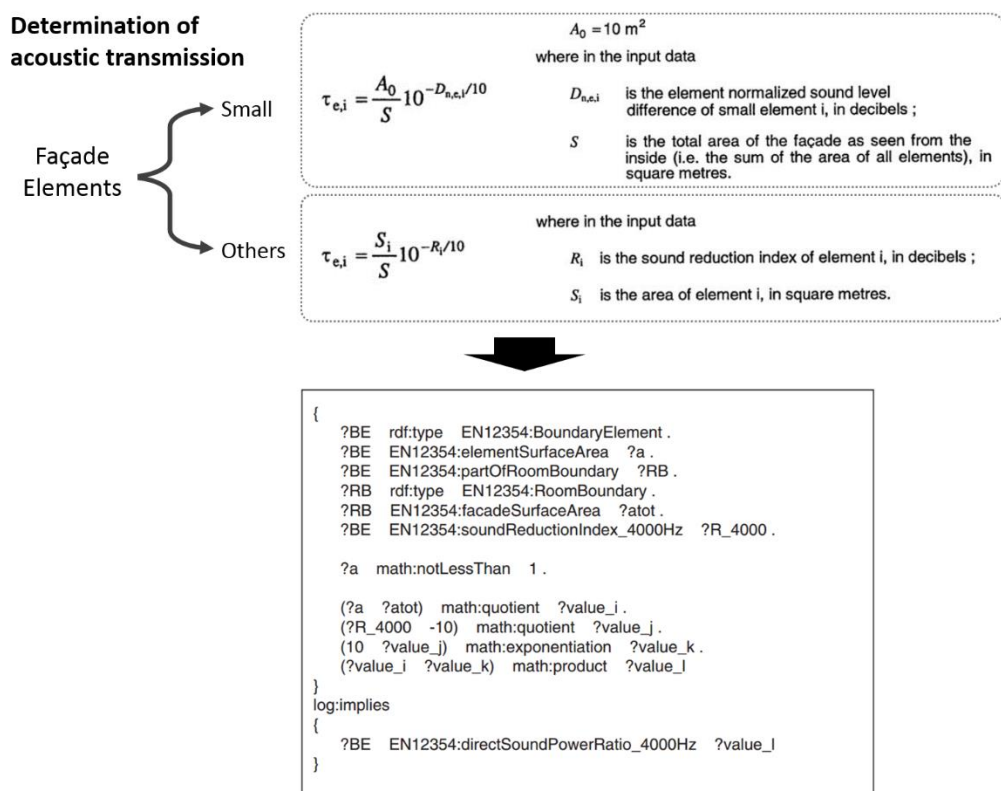 Determination of
acoustic transmission
Façade
Elements
Small
Others
A₀ = 10 m²
where in the input data
τe,i = A₀/S 10^(-Dn,e,i/10)
Dn,e,i is the element normalized sound level
difference of small element i, in decibels ;
S is the total area of the façade as seen from the
inside (i.e. the sum of the area of all elements), in
square metres.
where in the input data
τe,i = Si/S 10^(-Ri/10)
Ri is the sound reduction index of element i, in decibels ;
Si is the area of element i, in square metres.
{
?BE rdf:type EN12354:BoundaryElement .
?BE EN12354:elementSurfaceArea ?a .
?BE EN12354:partOfRoomBoundary ?RB .
?RB rdf:type EN12354:RoomBoundary .
?RB EN12354:facadeSurfaceArea ?atot .
?BE EN12354:soundReductionIndex_4000Hz ?R_4000 .
?a math:notLessThan 1 .
(?a ?atot) math:quotient ?value_i .
(?R_4000 -10) math:quotient ?value_j .
(10 ?value_j) math:exponentiation ?value_k .
(?value_i ?value_k) math:product ?value_l
}
log:implies
{
?BE EN12354:directSoundPowerRatio_4000Hz ?value_l
}